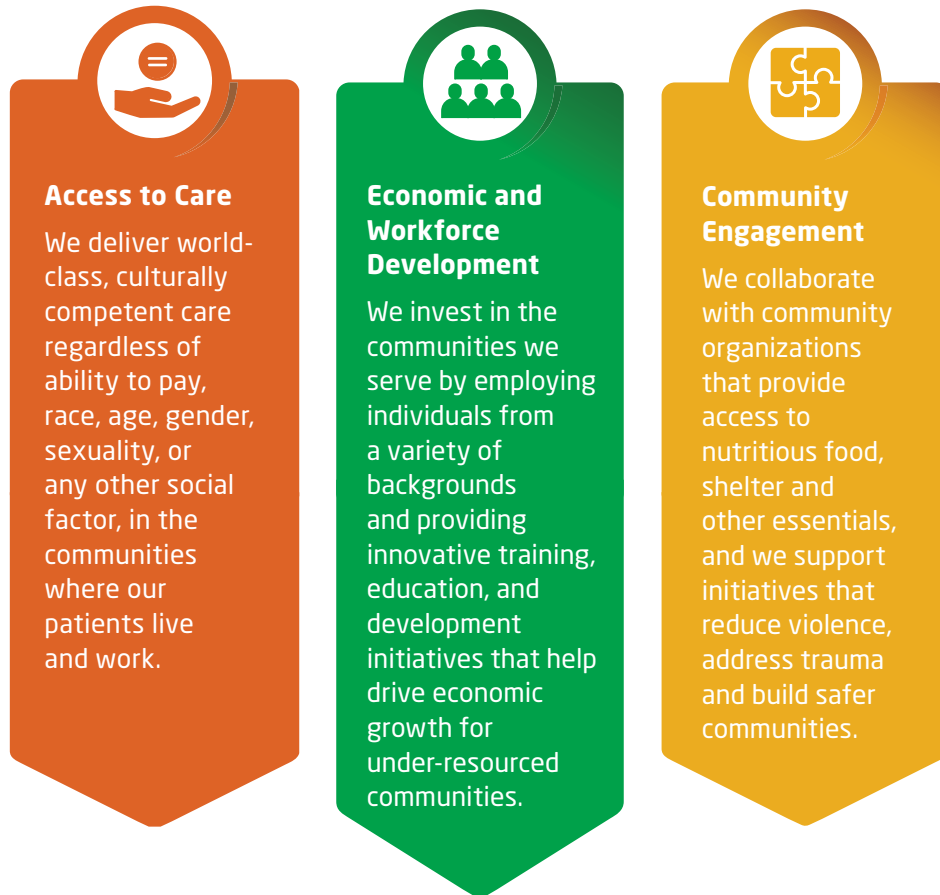 Access to Care
We deliver world-
class, culturally
competent care
regardless of
ability to pay,
race, age, gender,
sexuality, or
any other social
factor, in the
communities
where our
patients live
and work.
Economic and
Workforce
Development
We invest in the
communities we
serve by employing
individuals from
a variety of
backgrounds
and providing
innovative training,
education, and
development
initiatives that help
drive economic
growth for
under-resourced
communities.
Community
Engagement
We collaborate
with community
organizations
that provide
access to
nutritious food,
shelter and
other essentials,
and we support
initiatives that
reduce violence,
address trauma
and build safer
communities.